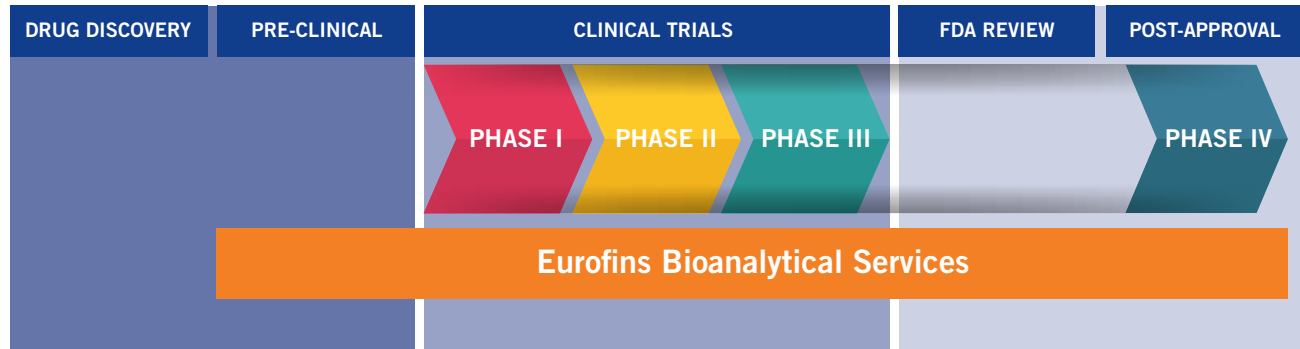 DRUG DISCOVERY
PRE-CLINICAL
CLINICAL TRIALS
FDA REVIEW
POST-APPROVAL
PHASE I
PHASE II
PHASE III
PHASE IV
Eurofins Bioanalytical Services